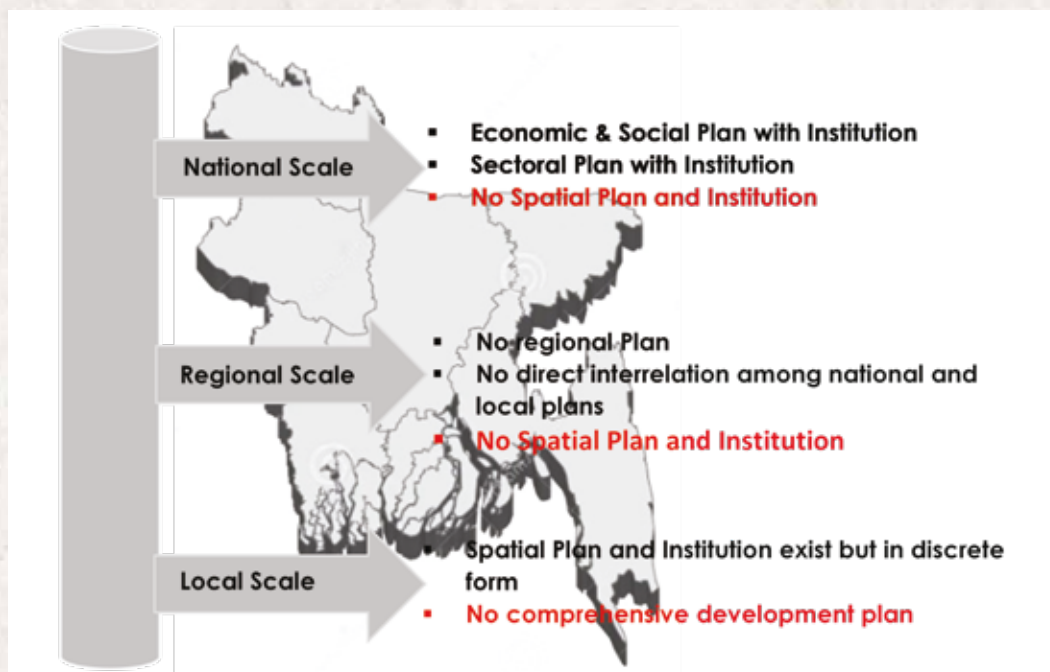 National Scale
▪ Economic & Social Plan with Institution
▪ Sectoral Plan with Institution
▪ No Spatial Plan and Institution
Regional Scale
▪ No regional Plan
▪ No direct interrelation among national and
local plans
▪ No Spatial Plan and Institution
Local Scale
▪ Spatial Plan and Institution exist but in discrete
form
▪ No comprehensive development plan